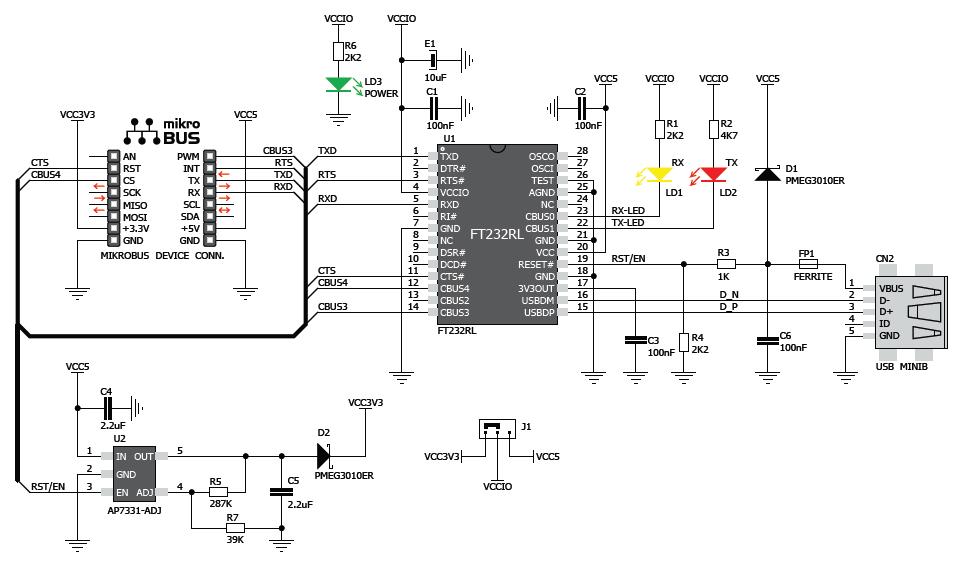 VCCIO
VCCIO
R6
2K2
LD3
POWER
E1
10uF
C1
100nF
C2
100nF
VCC5
VCCIO
VCCIO
VCC5
R1
2K2
R2
4K7
RX
LD1
TX
LD2
D1
PMEG3010ER
VCC3V3
mikro
BUS
VCC5
CTS
CBUS4
AN
RST
CS
SCK
MISO
MOSI
+3.3V
GND
PWM
INT
TX
RX
SCL
SDA
+5V
GND
CBUS3
RTS
TXD
RXD
MIKROBUS DEVICE CONN.
TXD
RTS
RXD
CTS
CBUS4
CBUS3
U1
1 TXD
2 DTR#
3 RTS#
4 VCCIO
5 RXD
6 RI#
7 GND
8 NC
9 DSR#
10 DCD#
11 CTS#
12 CBUS4
13 CBUS2
14 CBUS3
FT232RL
OSCO 28
OSCI 27
TEST 26
AGND 25
NC 24
CBUS0 23
CBUS1 22
GND 21
VCC 20
RESET# 19
GND 18
3V3OUT 17
USBDM 16
USBDP 15
FT232RL
RX-LED
TX-LED
RST/EN
D_N
D_P
R3
1K
FP1
FERRITE
C3
100nF
R4
2K2
C6
100nF
CN2
1 VBUS
2 D-
3 D+
4 ID
5 GND
USB MINIB
VCC5
C4
2.2uF
U2
1 IN
2 GND
3 EN
OUT 5
ADJ 4
AP7331-ADJ
RST/EN
R5
287K
R7
39K
C5
2.2uF
D2
PMEG3010ER
VCC3V3
J1
VCC3V3
VCC5
VCCIO